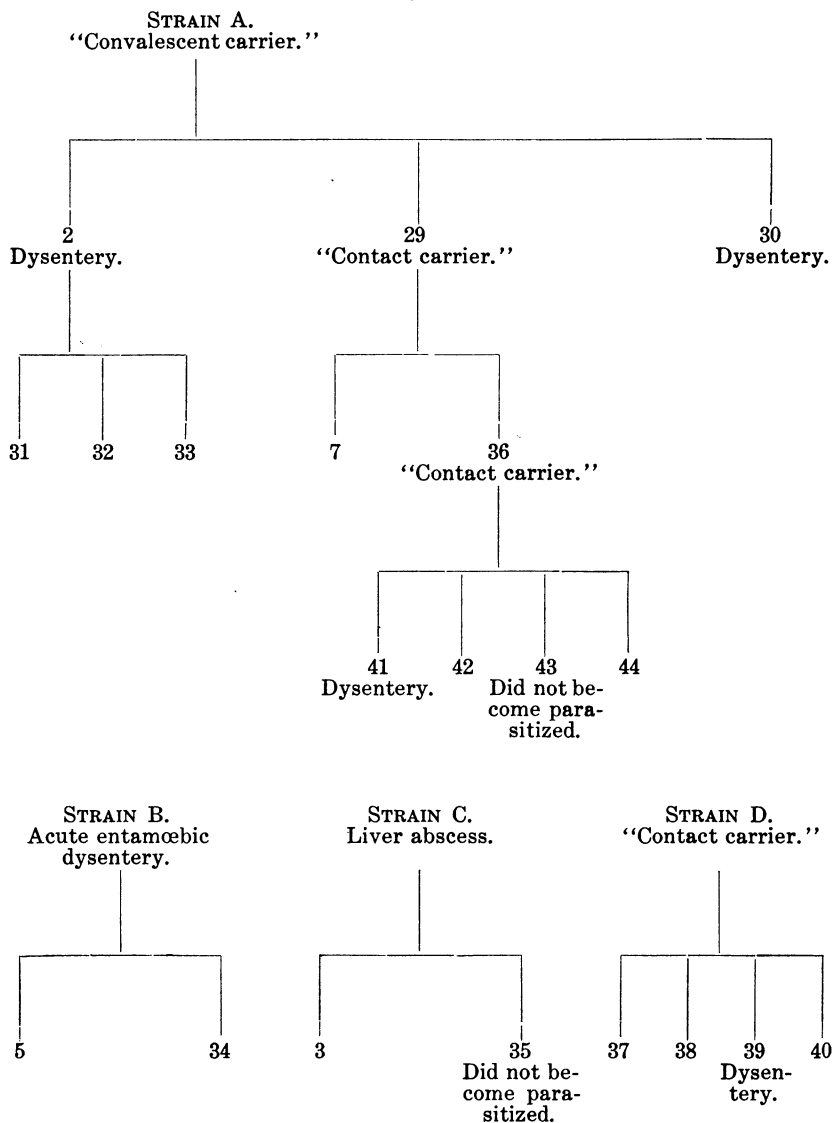 STRAIN A.
“Convalescent carrier.”
2 29 30
Dysentery. “Contact carrier.” Dysentery.
31 32 33 7 36
“Contact carrier.”
41 42 43 44
Dysentery. Did not be-
come para-
sitized.
STRAIN B. STRAIN C. STRAIN D.
Acute entamœbic Liver abscess. “Contact carrier.”
dysentery.
5 34 3 35 37 38 39 40
Did not be- Dysen-
come para- tery.
sitized.